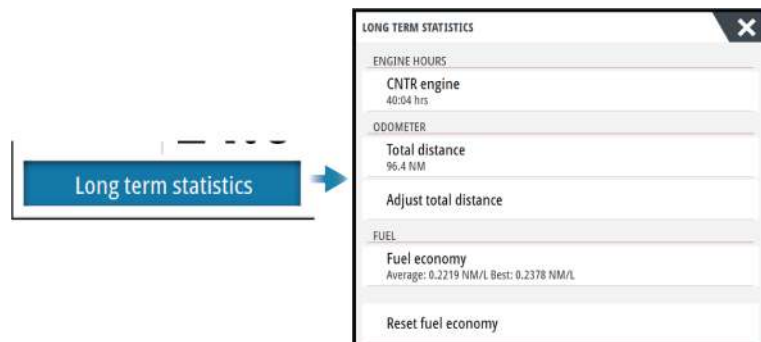 Long term statistics
LONG TERM STATISTICS
ENGINE HOURS
CNTR engine
40:04 hrs
ODOMETER
Total distance
96.4 NM
Adjust total distance
FUEL
Fuel economy
Average: 0.2219 NM/L Best: 0.2378 NM/L
Reset fuel economy